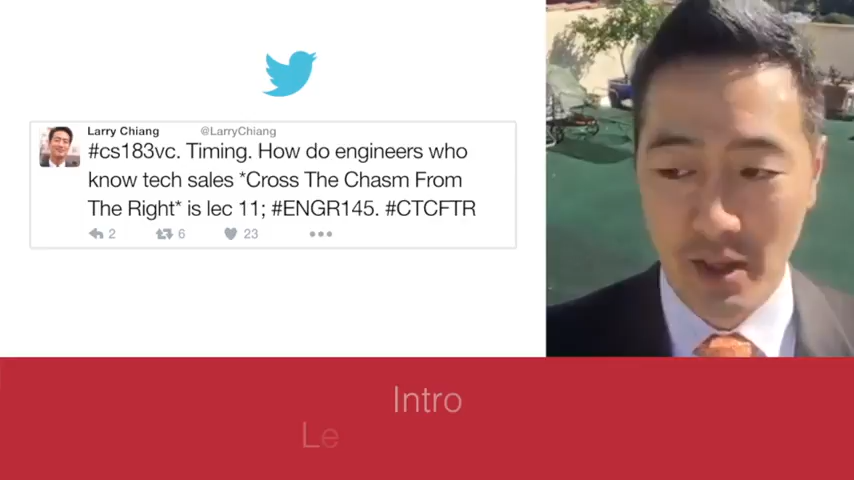 Larry Chiang @LarryChiang
#cs183vc. Timing. How do engineers who
know tech sales *Cross The Chasm From
The Right* is lec 11; #ENGR145. #CTCFTR
2 6 23
Intro
Le